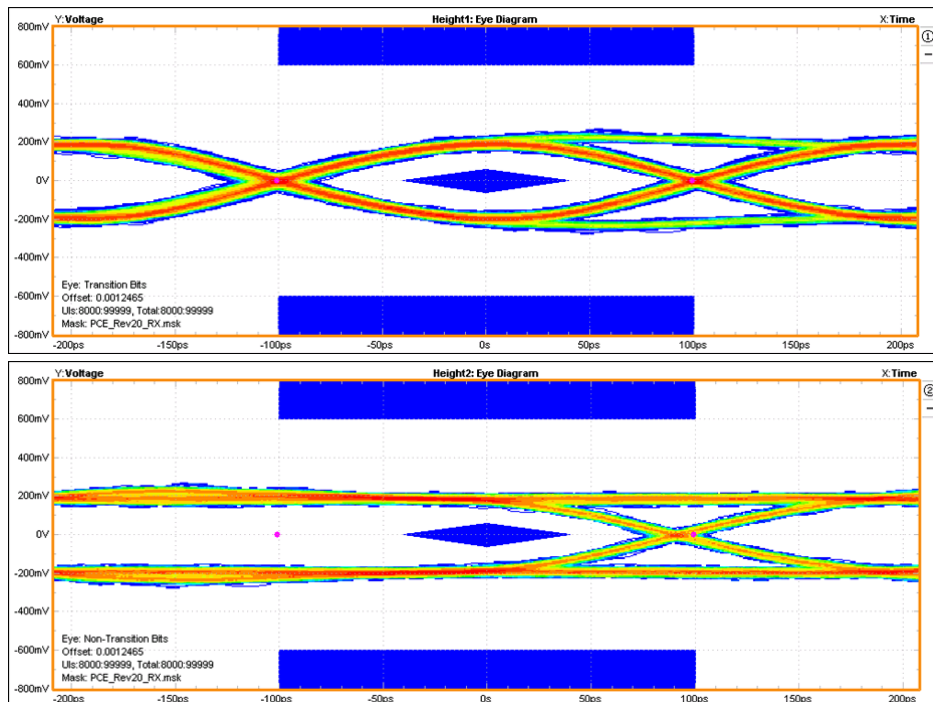 Y:Voltage Height1: Eye Diagram X:Time
800mV
600mV
400mV
200mV
0V
-200mV
-400mV
-600mV
-800mV
Eye: Transition Bits
Offset: 0.0012465
UIs:8000:99999, Total:8000:99999
Mask: PCE_Rev20_RX.msk
-200ps -150ps -100ps -50ps 0s 50ps 100ps 150ps 200ps
1
Y:Voltage Height2: Eye Diagram X:Time
800mV
600mV
400mV
200mV
0V
-200mV
-400mV
-600mV
-800mV
Eye: Non-Transition Bits
Offset: 0.0012465
UIs:8000:99999, Total:8000:99999
Mask: PCE_Rev20_RX.msk
-200ps -150ps -100ps -50ps 0s 50ps 100ps 150ps 200ps
2